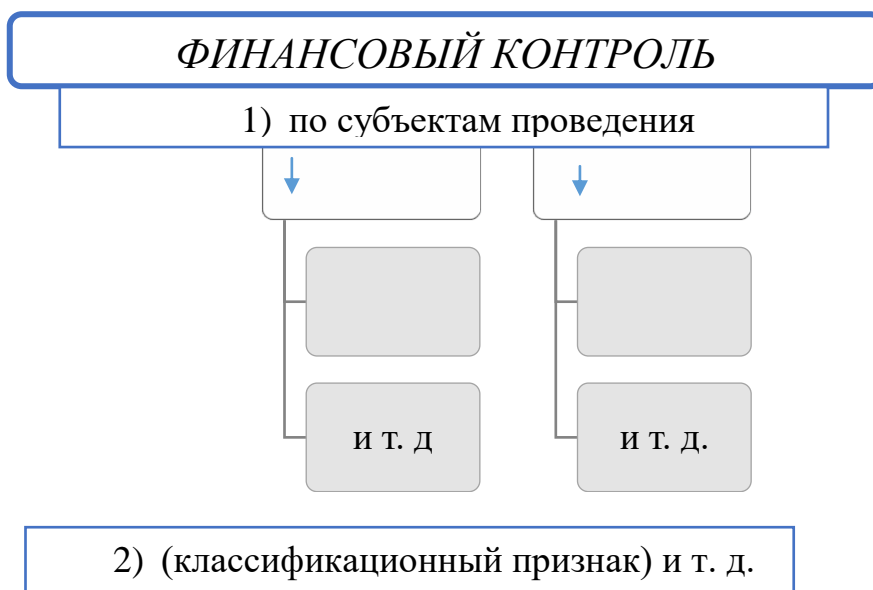 ФИНАНСОВЫЙ КОНТРОЛЬ
1) по субъектам проведения
и т. д
и т. д.
2) (классификационный признак) и т. д.